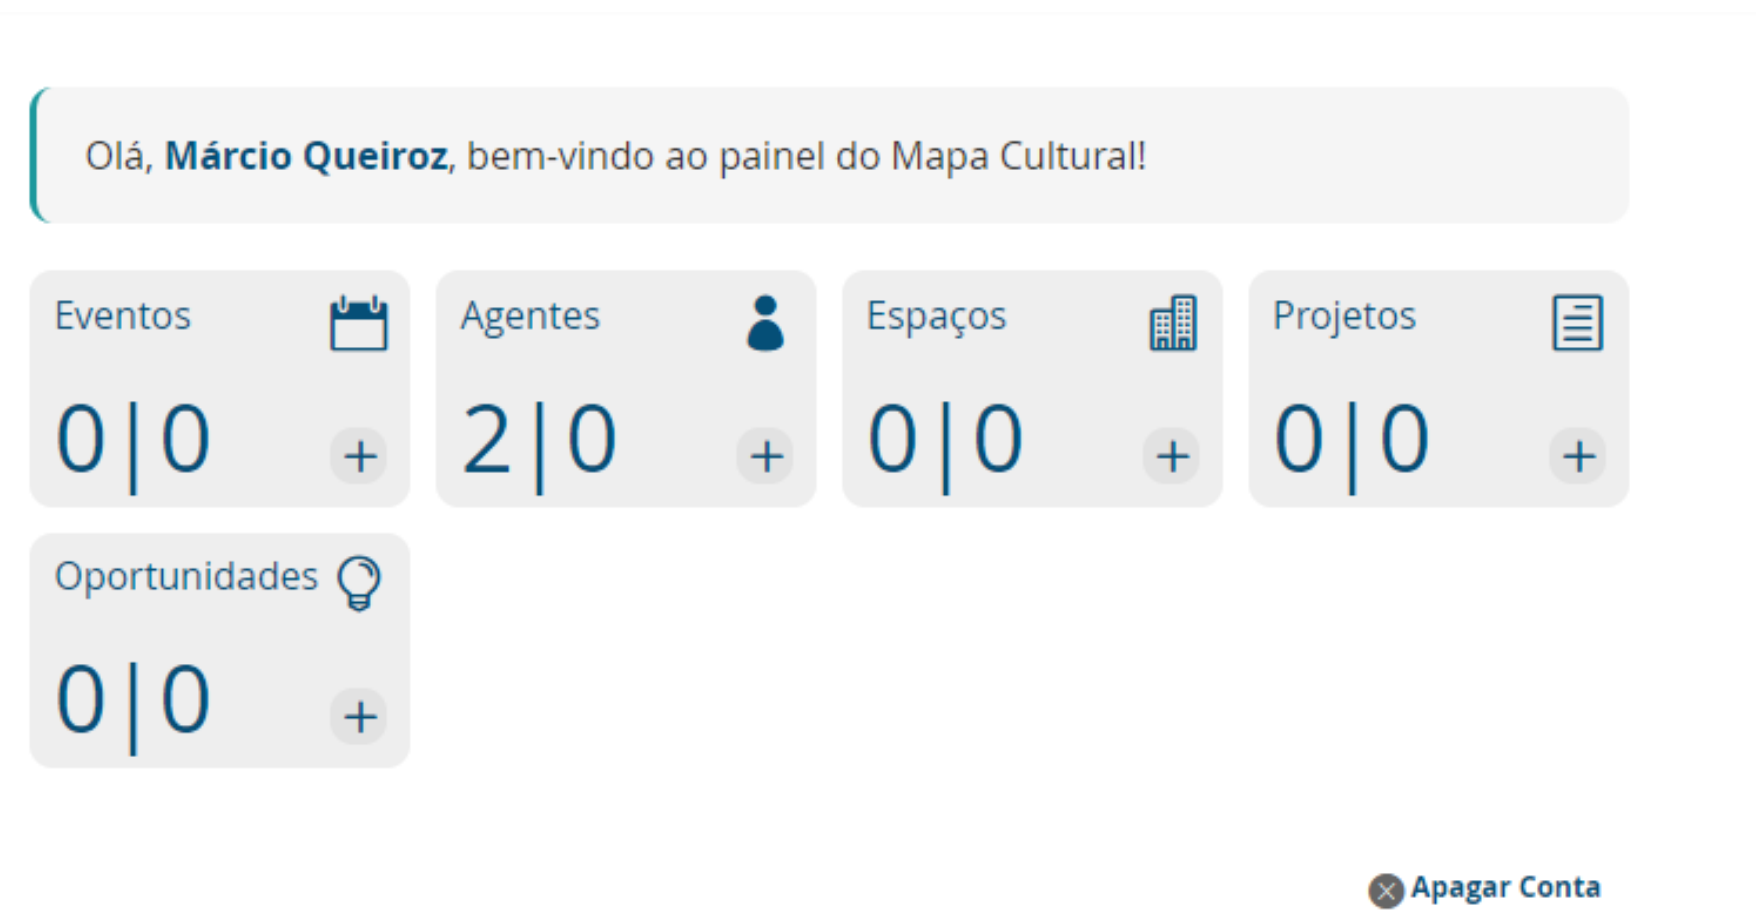 Olá, Márcio Queiroz, bem-vindo ao painel do Mapa Cultural!
Eventos
0|0
+
Agentes
2|0
+
Espaços
0|0
+
Projetos
0|0
+
Oportunidades
0|0
+
Apagar Conta